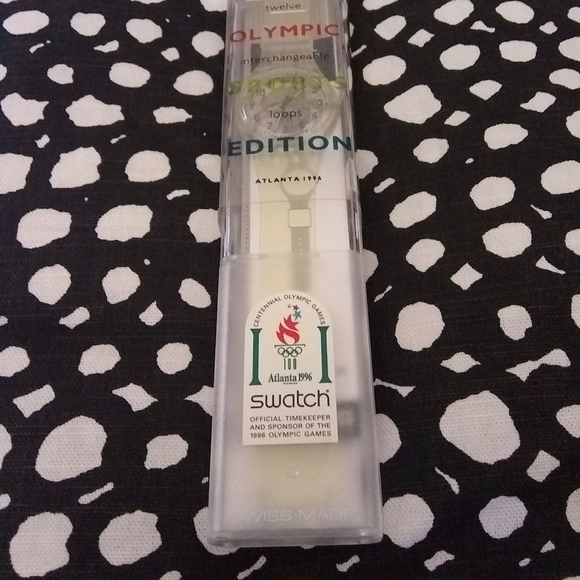 twelve
OLYMPIC
interchangeable
SPORTS
loops
EDITION
ATLANTA 1996
CENTENNIAL OLYMPIC GAMES
100
Atlanta 1996
swatch
OFFICIAL TIMEKEEPER
AND SPONSOR OF THE
1996 OLYMPIC GAMES
SWISS MADE